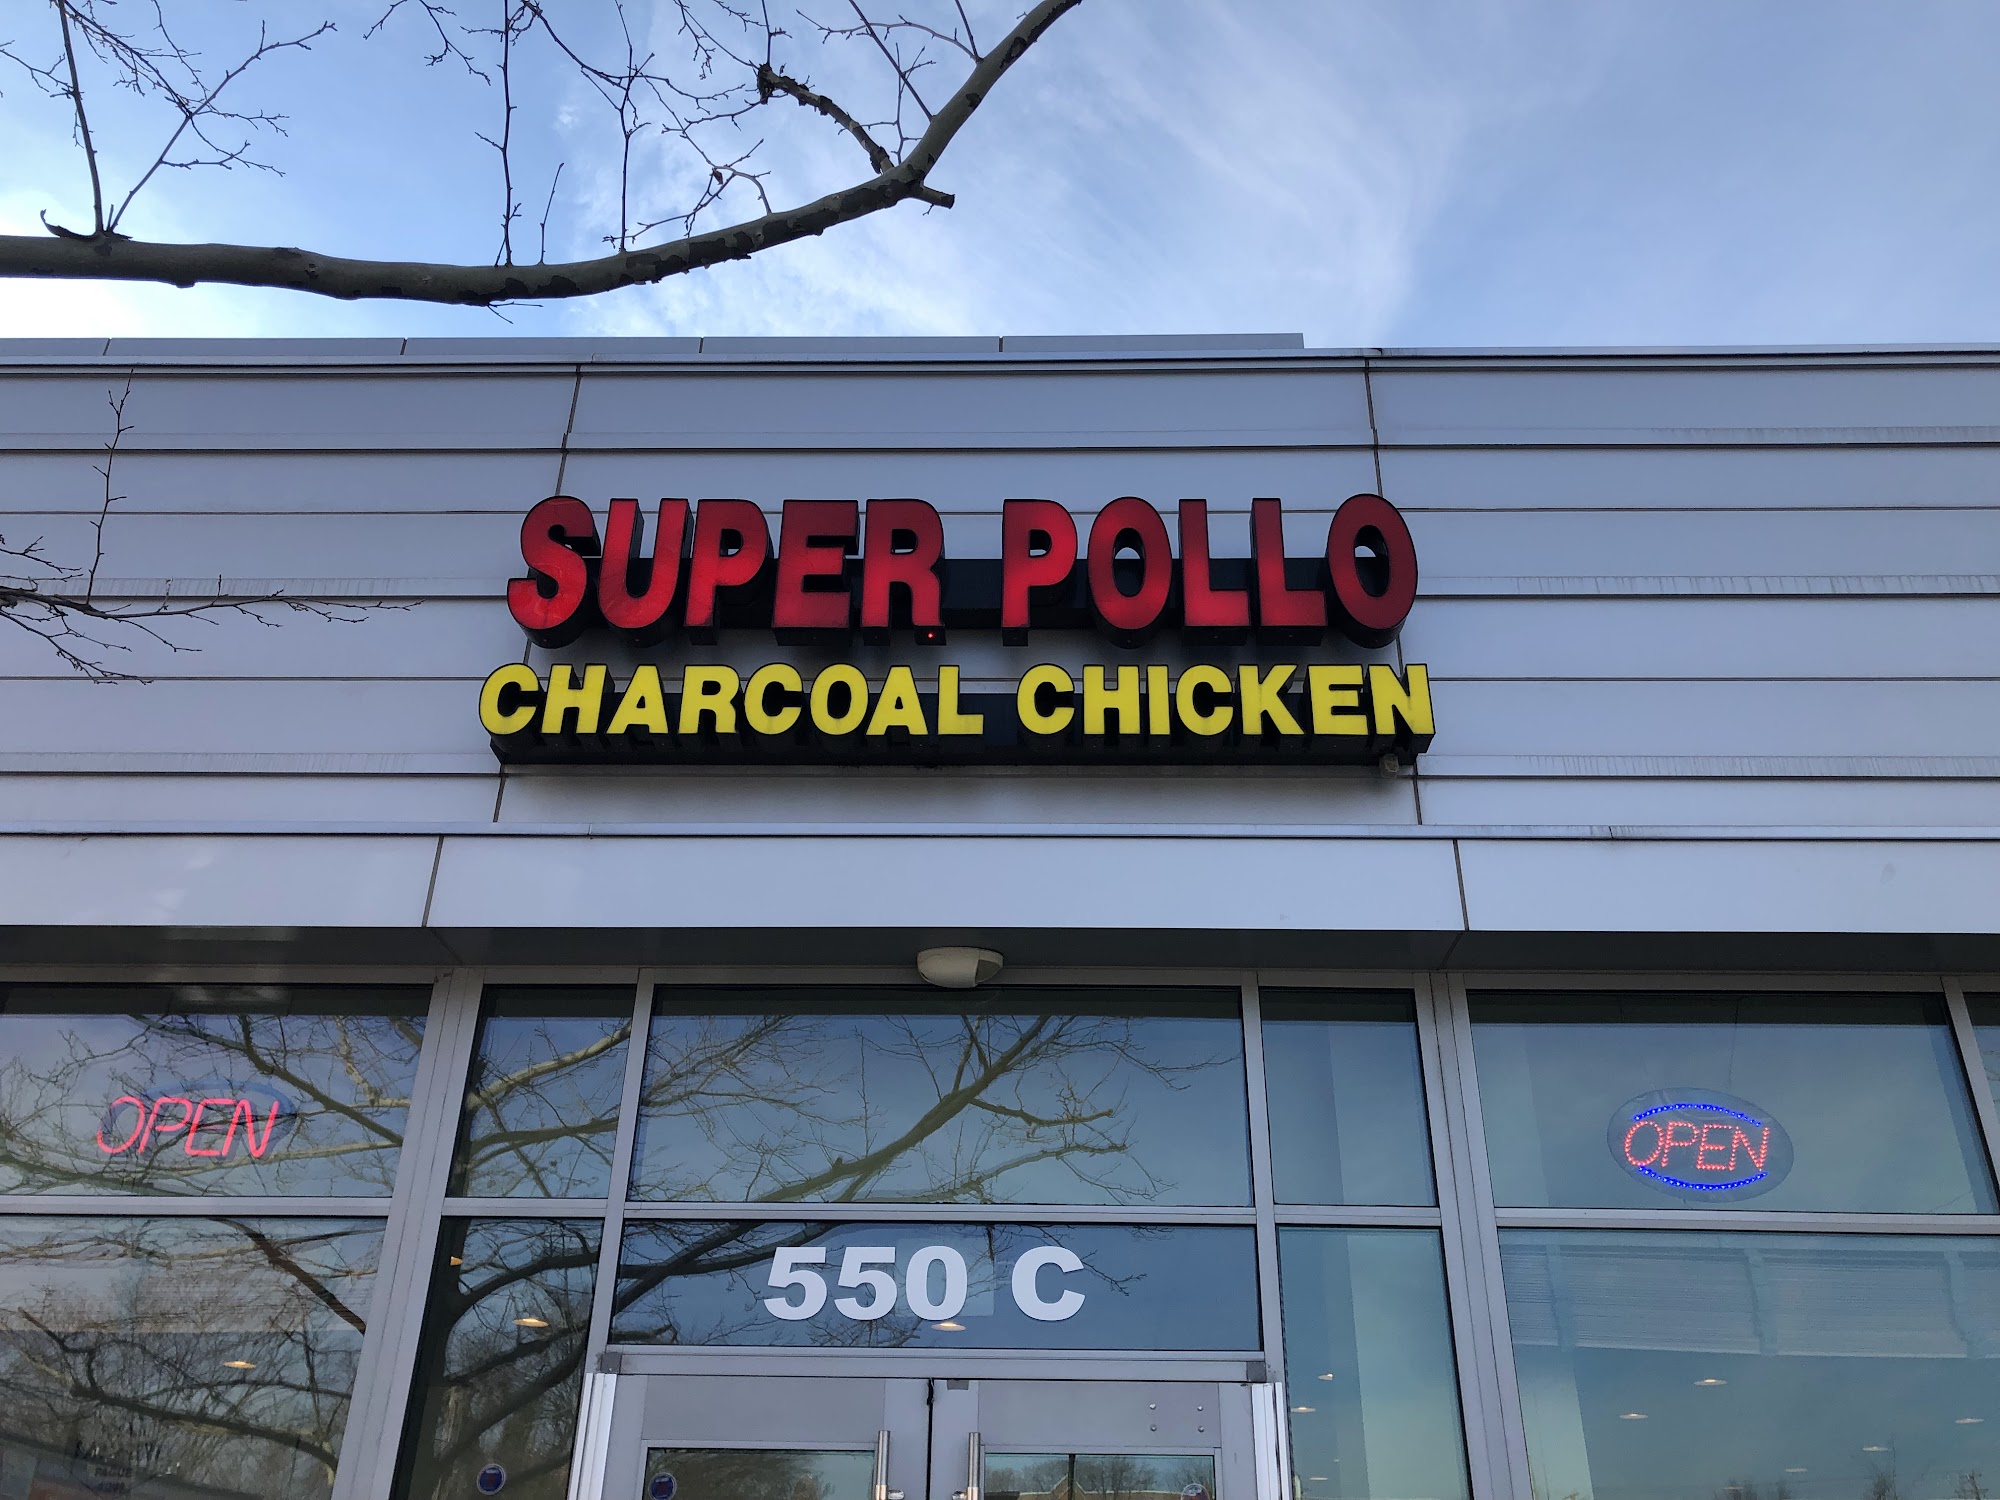 SUPER POLLO
CHARCOAL CHICKEN
OPEN
OPEN
550 C